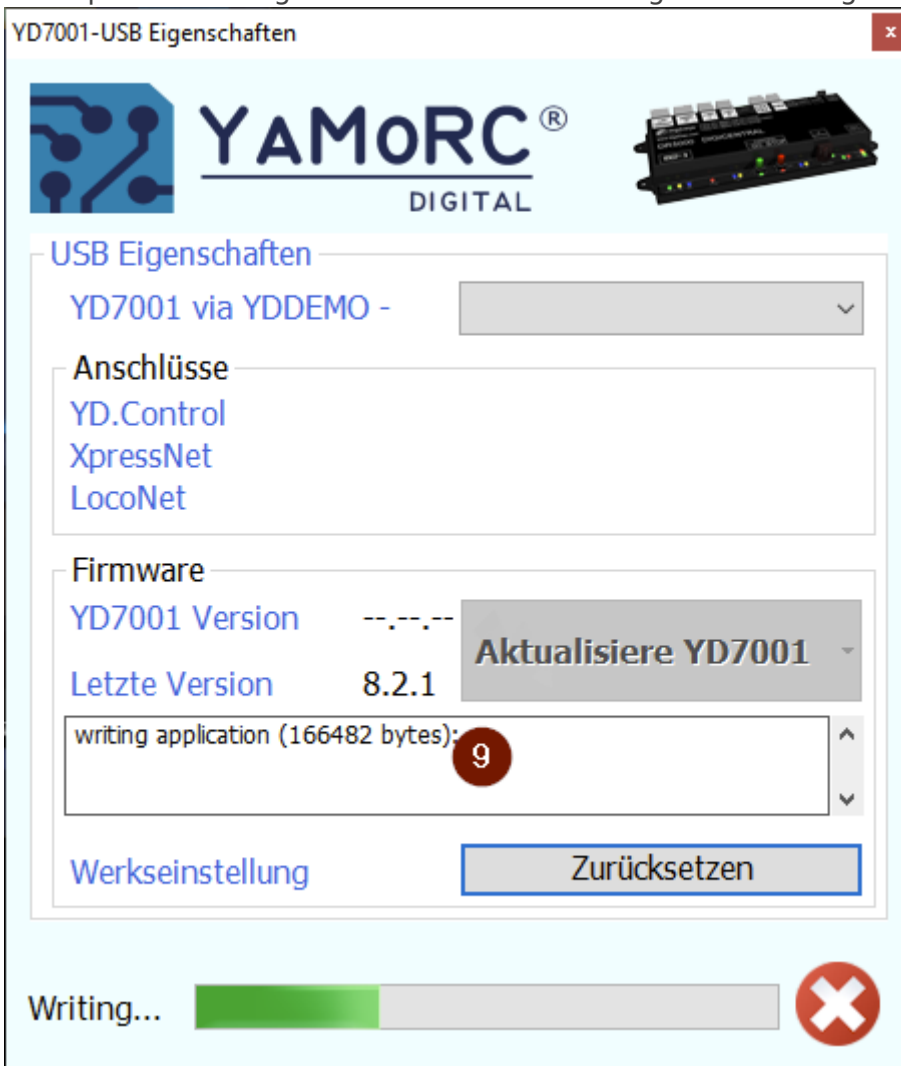 YD7001-USB Eigenschaften
x
YAMoRC®
DIGITAL
USB Eigenschaften
YD7001 via YDDEMO -
Anschlüsse
YD.Control
XpressNet
LocoNet
Firmware
YD7001 Version --.--.--
Aktualisiere YD7001
Letzte Version 8.2.1
writing application (166482 bytes):
9
Werkseinstellung Zurücksetzen
Writing...